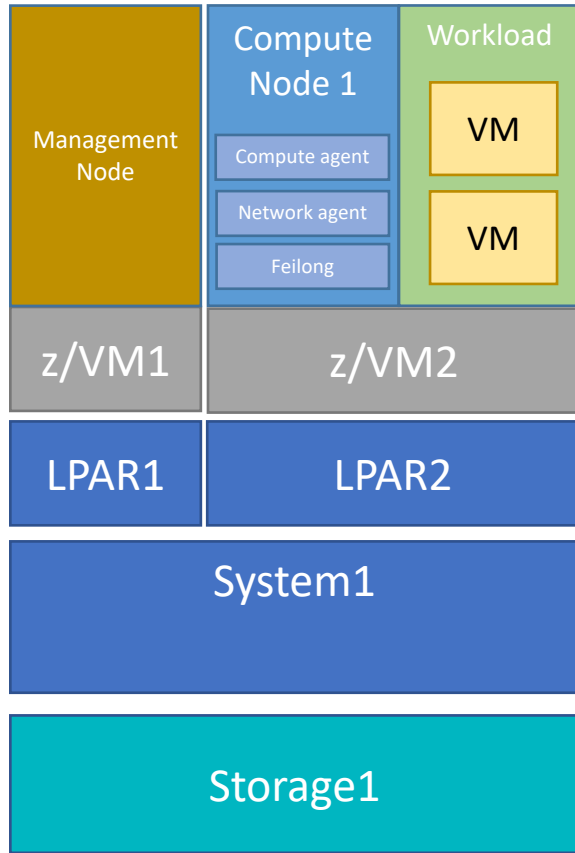 Management
Node
Compute
Node 1
Compute agent
Network agent
Feilong
Workload
VM
VM
z/VM1
z/VM2
LPAR1
LPAR2
System1
Storage1